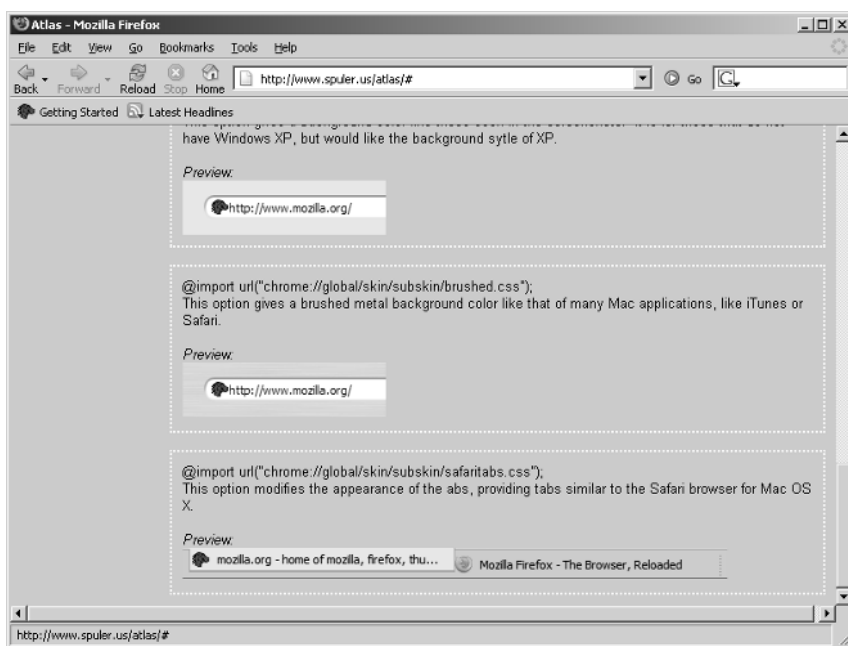 Atlas - Mozilla Firefox
File Edit View Go Bookmarks Tools Help
Back Forward Reload Stop Home http://www.spuler.us/atlas/# Go G
Getting Started Latest Headlines
have Windows XP, but would like the background sytle of XP.
Preview:
http://www.mozilla.org/
@import url("chrome://global/skin/subskin/brushed.css");
This option gives a brushed metal background color like that of many Mac applications, like iTunes or
Safari.
Preview:
http://www.mozilla.org/
@import url("chrome://global/skin/subskin/safaritabs.css");
This option modifies the appearance of the abs, providing tabs similar to the Safari browser for Mac OS
X.
Preview:
mozilla.org - home of mozilla, firefox, thu... Mozilla Firefox - The Browser, Reloaded
http://www.spuler.us/atlas/#